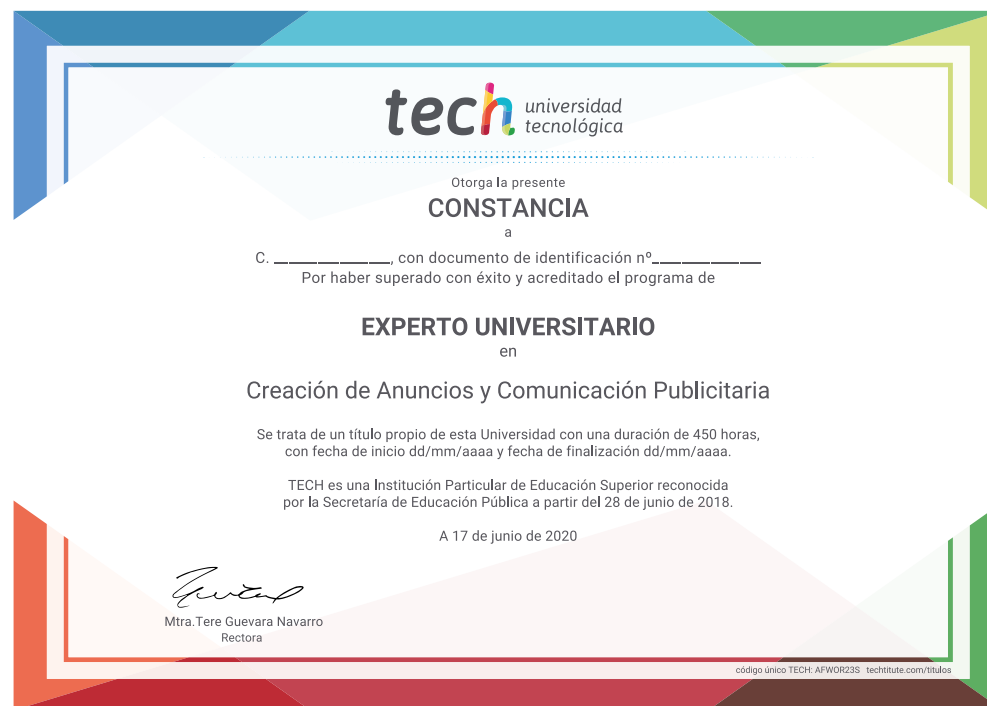 tech universidad
tecnológica
Otorga la presente
CONSTANCIA
a
C. ______________, con documento de identificación nº_____________
Por haber superado con éxito y acreditado el programa de
EXPERTO UNIVERSITARIO
en
Creación de Anuncios y Comunicación Publicitaria
Se trata de un título propio de esta Universidad con una duración de 450 horas,
con fecha de inicio dd/mm/aaaa y fecha de finalización dd/mm/aaaa.
TECH es una Institución Particular de Educación Superior reconocida
por la Secretaría de Educación Pública a partir del 28 de junio de 2018.
A 17 de junio de 2020
Mtra.Tere Guevara Navarro
Rectora
código único TECH: AFWOR23S techtitute.com/titulos